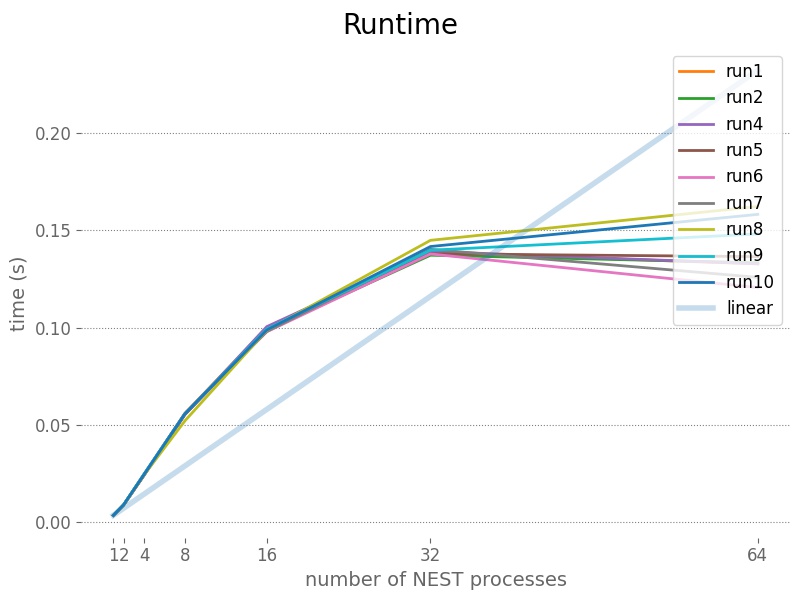 Runtime
time (s)
0.20
0.15
0.10
0.05
0.00
1 2 4 8 16 32 64
number of NEST processes
run1
run2
run4
run5
run6
run7
run8
run9
run10
linear